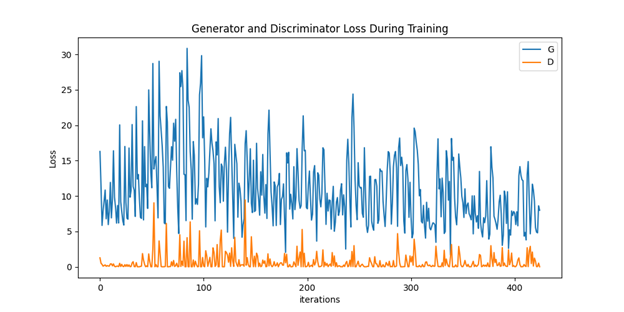 Generator and Discriminator Loss During Training
G
D
30
25
20
15
10
5
0
Loss
0 100 200 300 400
iterations